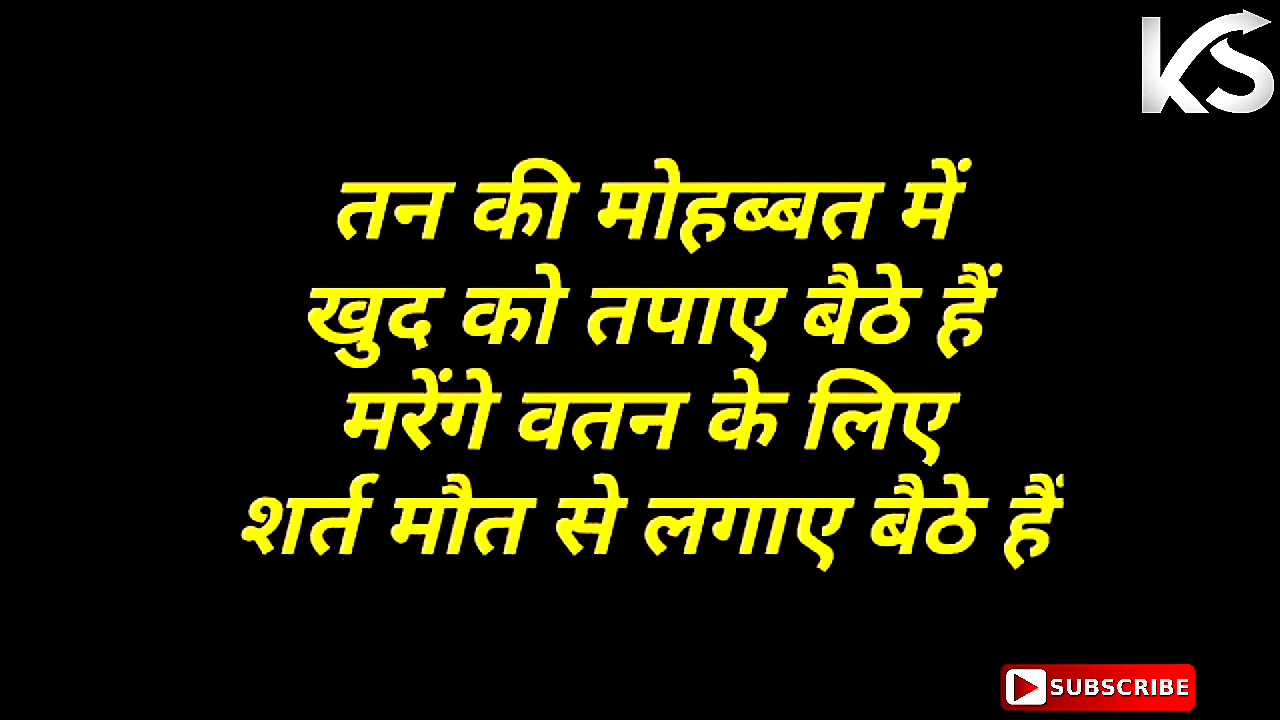 KS
तन की मोहब्बत में
खुद को तपाए बैठे हैं
मरेंगे वतन के लिए
शर्त मौत से लगाए बैठे हैं
SUBSCRIBE